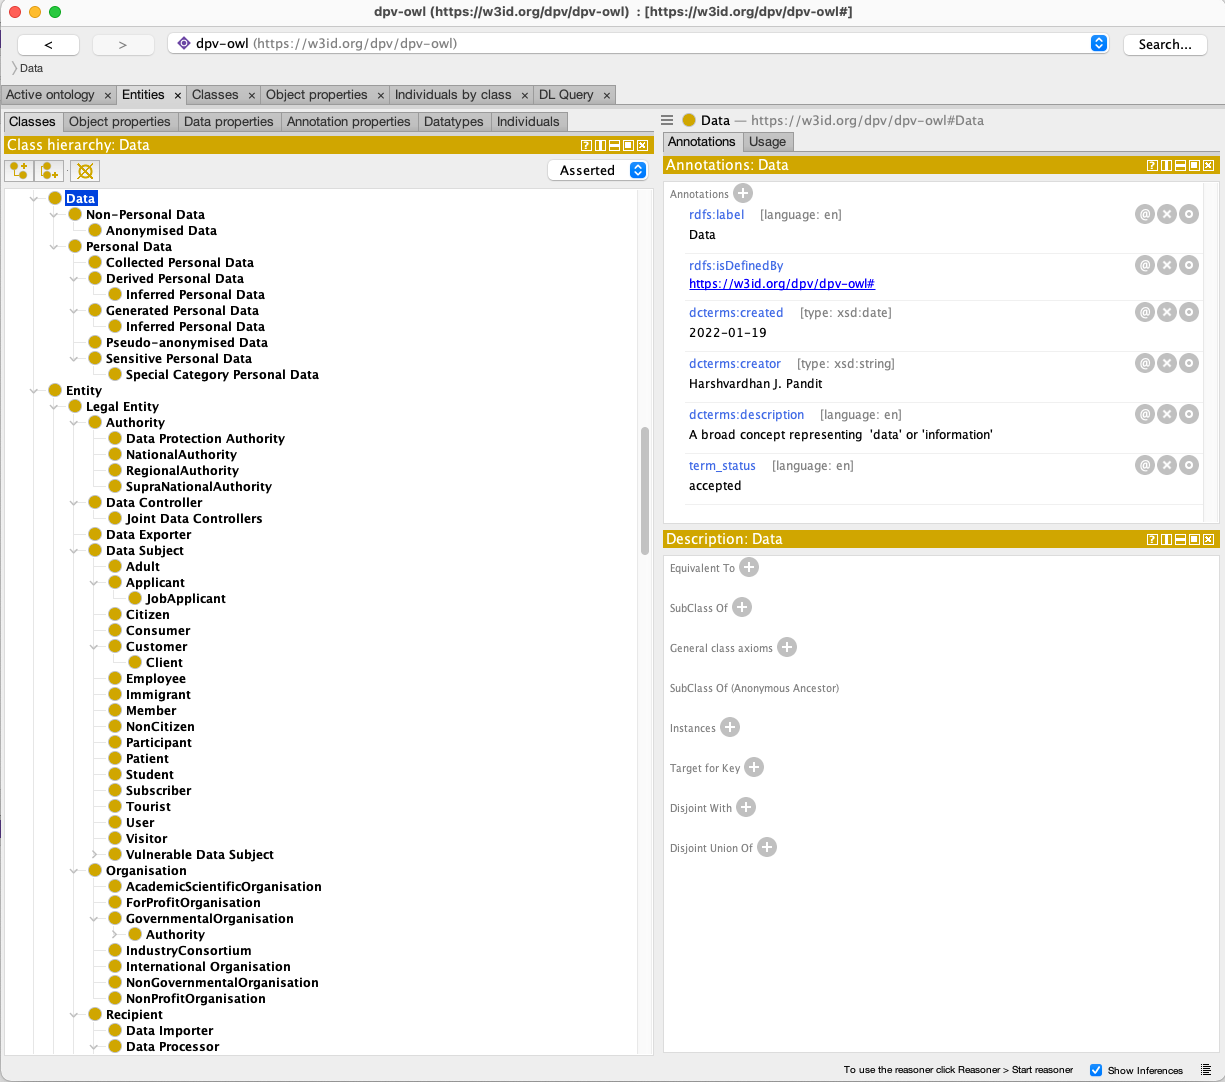 dpv-owl (https://w3id.org/dpv/dpv-owl) : [https://w3id.org/dpv/dpv-owl#]
< > dpv-owl (https://w3id.org/dpv/dpv-owl) Search...
Data
Active ontology × Entities × Classes × Object properties × Individuals by class × DL Query ×
Classes Object properties Data properties Annotation properties Datatypes Individuals
Class hierarchy: Data
Asserted
Data
Non-Personal Data
Anonymised Data
Personal Data
Collected Personal Data
Derived Personal Data
Inferred Personal Data
Generated Personal Data
Inferred Personal Data
Pseudo-anonymised Data
Sensitive Personal Data
Special Category Personal Data
Entity
Legal Entity
Authority
Data Protection Authority
NationalAuthority
RegionalAuthority
SupraNationalAuthority
Data Controller
Joint Data Controllers
Data Exporter
Data Subject
Adult
Applicant
JobApplicant
Citizen
Consumer
Customer
Client
Employee
Immigrant
Member
NonCitizen
Participant
Patient
Student
Subscriber
Tourist
User
Visitor
Vulnerable Data Subject
Organisation
AcademicScientificOrganisation
ForProfitOrganisation
GovernmentalOrganisation
Authority
IndustryConsortium
International Organisation
NonGovernmentalOrganisation
NonProfitOrganisation
Recipient
Data Importer
Data Processor
Data — https://w3id.org/dpv/dpv-owl#Data
Annotations Usage
Annotations: Data
Annotations
rdfs:label [language: en]
Data
rdfs:isDefinedBy
https://w3id.org/dpv/dpv-owl#
dcterms:created [type: xsd:date]
2022-01-19
dcterms:creator [type: xsd:string]
Harshvardhan J. Pandit
dcterms:description [language: en]
A broad concept representing 'data' or 'information'
term_status [language: en]
accepted
Description: Data
Equivalent To
SubClass Of
General class axioms
SubClass Of (Anonymous Ancestor)
Instances
Target for Key
Disjoint With
Disjoint Union Of
To use the reasoner click Reasoner > Start reasoner Show Inferences